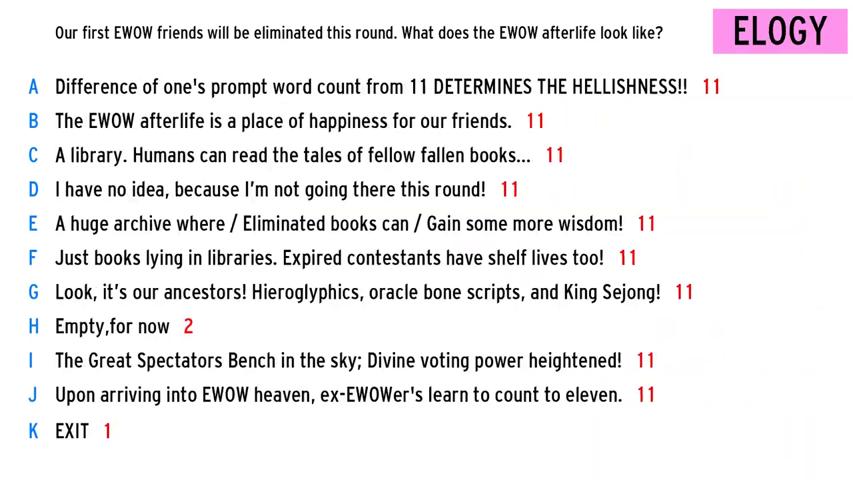 Our first EWOW friends will be eliminated this round. What does the EWOW afterlife look like?
ELOGY
A Difference of one's prompt word count from 11 DETERMINES THE HELLISHNESS!! 11
B The EWOW afterlife is a place of happiness for our friends. 11
C A library. Humans can read the tales of fellow fallen books... 11
D I have no idea, because I'm not going there this round! 11
E A huge archive where / Eliminated books can / Gain some more wisdom! 11
F Just books lying in libraries. Expired contestants have shelf lives too! 11
G Look, it's our ancestors! Hieroglyphics, oracle bone scripts, and King Sejong! 11
H Empty,for now 2
I The Great Spectators Bench in the sky; Divine voting power heightened! 11
J Upon arriving into EWOW heaven, ex-EWOWer's learn to count to eleven. 11
K EXIT 1